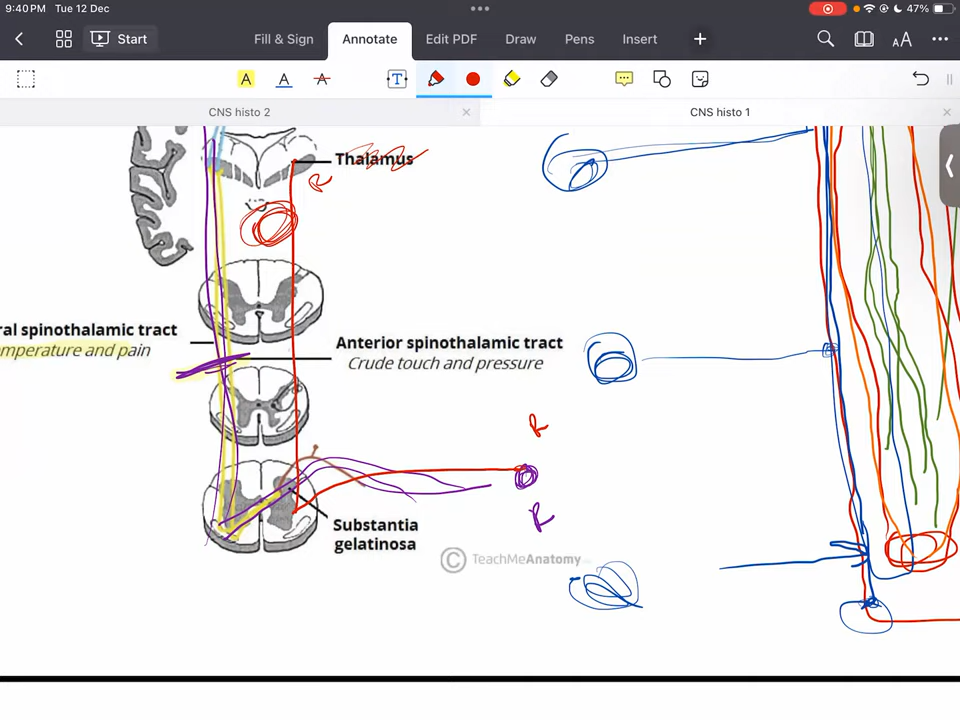 9:40 PM Tue 12 Dec
47%
Start
Fill & Sign
Annotate
Edit PDF
Draw
Pens
Insert
CNS histo 2
CNS histo 1
Thalamus
R
ral spinothalamic tract
emperature and pain
Anterior spinothalamic tract
Crude touch and pressure
R
R
Substantia
gelatinosa
© TeachMeAnatomy